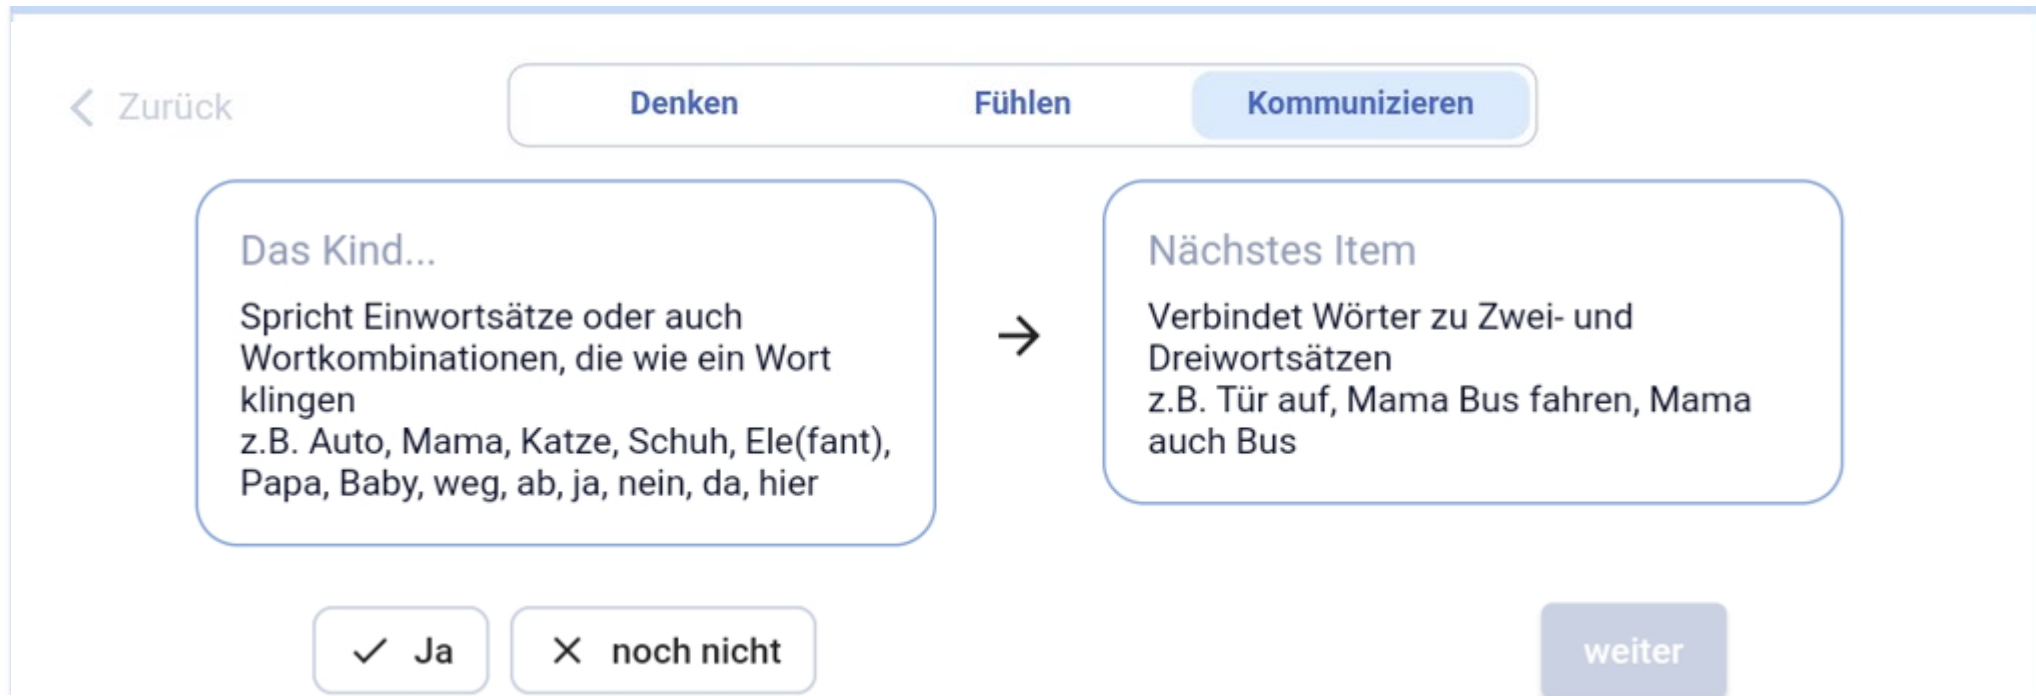 Zurück
Denken
Fühlen
Kommunizieren
Das Kind...
Spricht Einwortsätze oder auch
Wortkombinationen, die wie ein Wort
klingen
z.B. Auto, Mama, Katze, Schuh, Ele(fant),
Papa, Baby, weg, ab, ja, nein, da, hier
Nächstes Item
Verbindet Wörter zu Zwei- und
Dreiwortsätzen
z.B. Tür auf, Mama Bus fahren, Mama
auch Bus
Ja
noch nicht
weiter